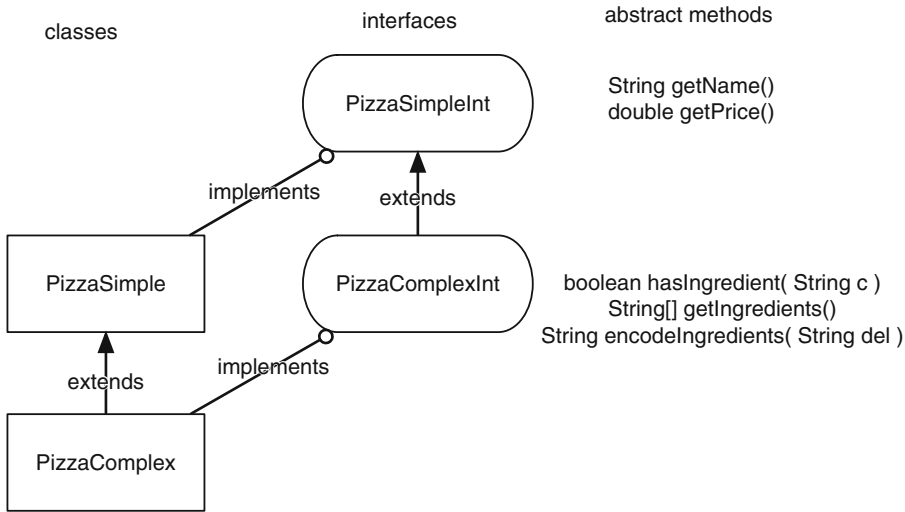 classes
interfaces
abstract methods
PizzaSimpleInt
String getName()
double getPrice()
implements
extends
PizzaSimple
PizzaComplexInt
boolean hasIngredient( String c )
String[] getIngredients()
String encodeIngredients( String del )
extends
implements
PizzaComplex